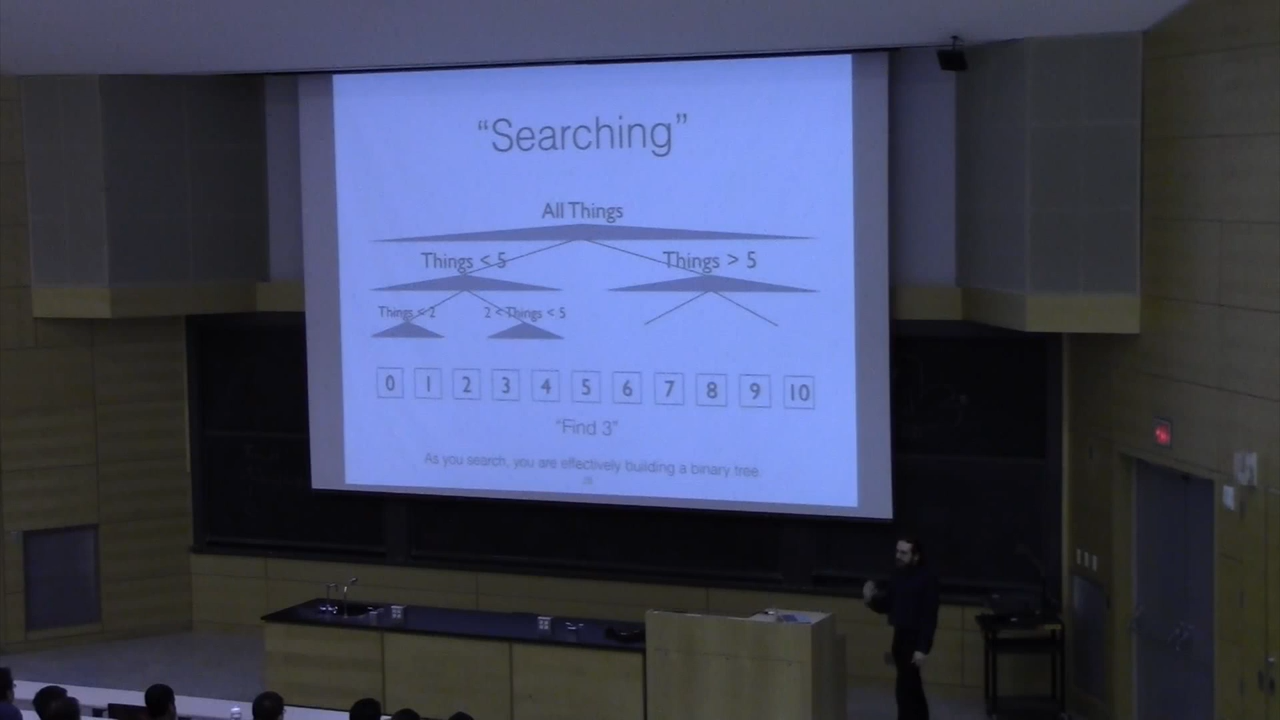 “Searching”
All Things
Things < 5 Things > 5
Things < 2 2 < Things < 5
0 1 2 3 4 5 6 7 8 9 10
“Find 3”
As you search, you are effectively building a binary tree.